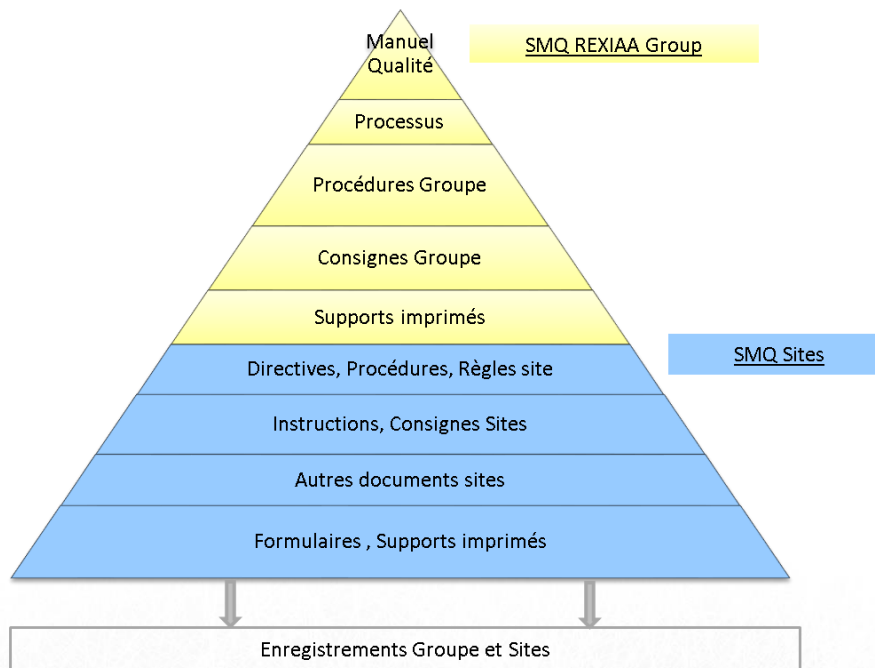 Manuel
Qualité
SMQ REXIAA Group
Processus
Procédures Groupe
Consignes Groupe
Supports imprimés
SMQ Sites
Directives, Procédures, Règles site
Instructions, Consignes Sites
Autres documents sites
Formulaires , Supports imprimés
Enregistrements Groupe et Sites